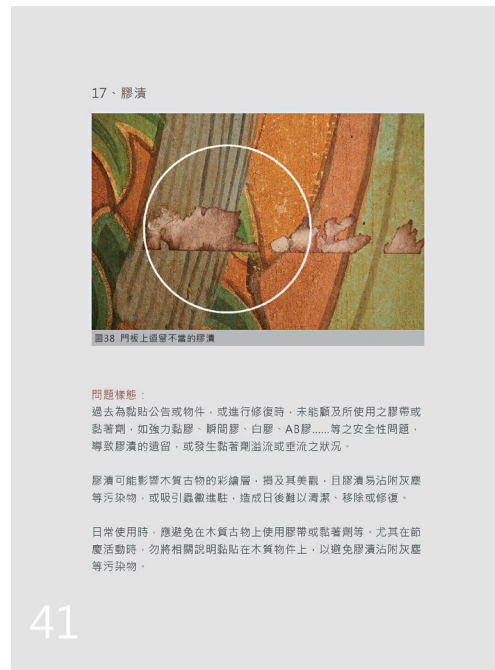 17、膠漬
圖38 門板上遺留不當的膠漬
問題樣態：
過去為黏貼公告或物件，或進行修復時，未能顧及所使用之膠帶或
黏著劑，如強力黏膠、瞬間膠、白膠、AB膠......等之安全性問題，
導致膠漬的遺留，或發生黏著劑溢流或垂流之狀況。
膠漬可能影響木質古物的彩繪層，損及其美觀，且膠漬易沾附灰塵
等污染物，或吸引蟲黴進駐，造成日後難以清潔、移除或修復。
日常使用時，應避免在木質古物上使用膠帶或黏著劑等。尤其在節
慶活動時，勿將相關說明黏貼在木質物件上，以避免膠漬沾附灰塵
等污染物。
41